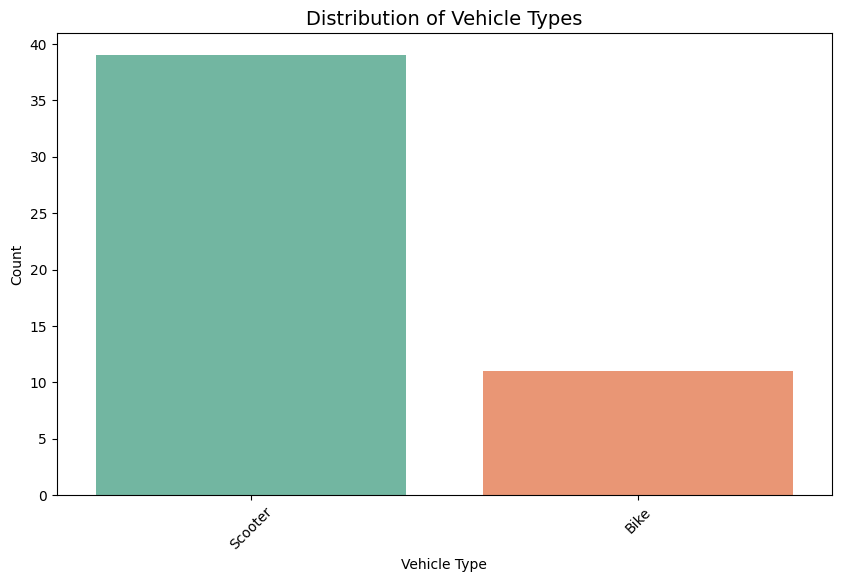 Distribution of Vehicle Types
Count
40
35
30
25
20
15
10
5
0
Scooter
Bike
Vehicle Type